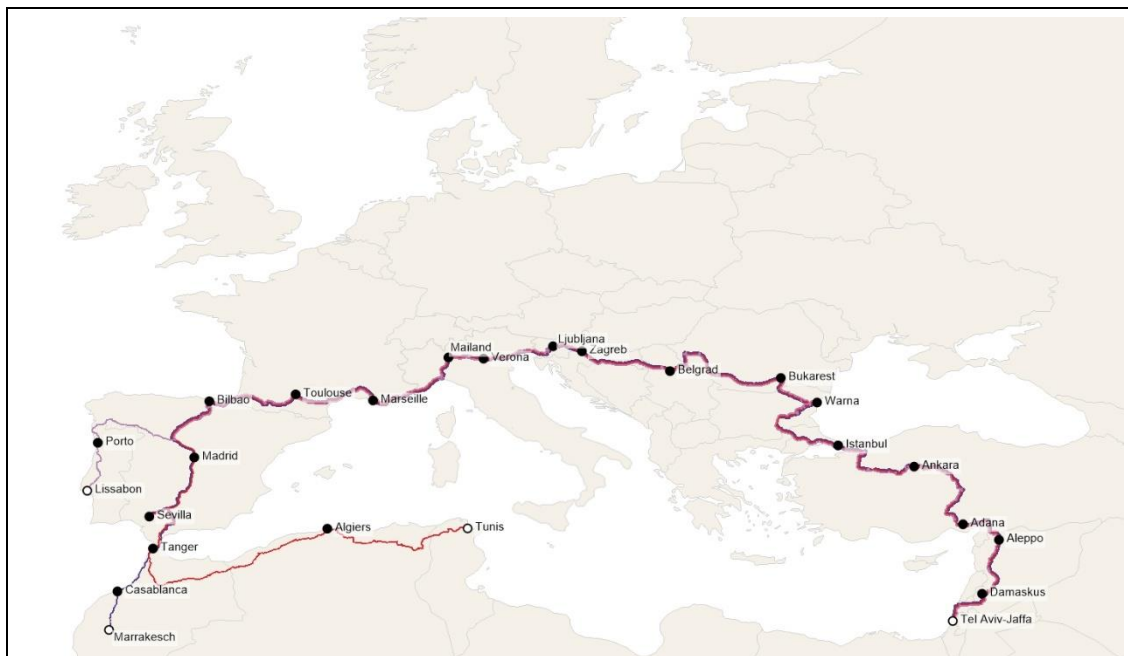 Ljubljana
Mailand
Zagreb
Verona
Belgrad
Bukarest
Toulouse
Bilbao
Marseille
Warna
Porto
Istanbul
Madrid
Ankara
Lissabon
Sevilla
Algiers
Tunis
Adana
Aleppo
Tanger
Casablanca
Damaskus
Tel Aviv-Jaffa
Marrakesch